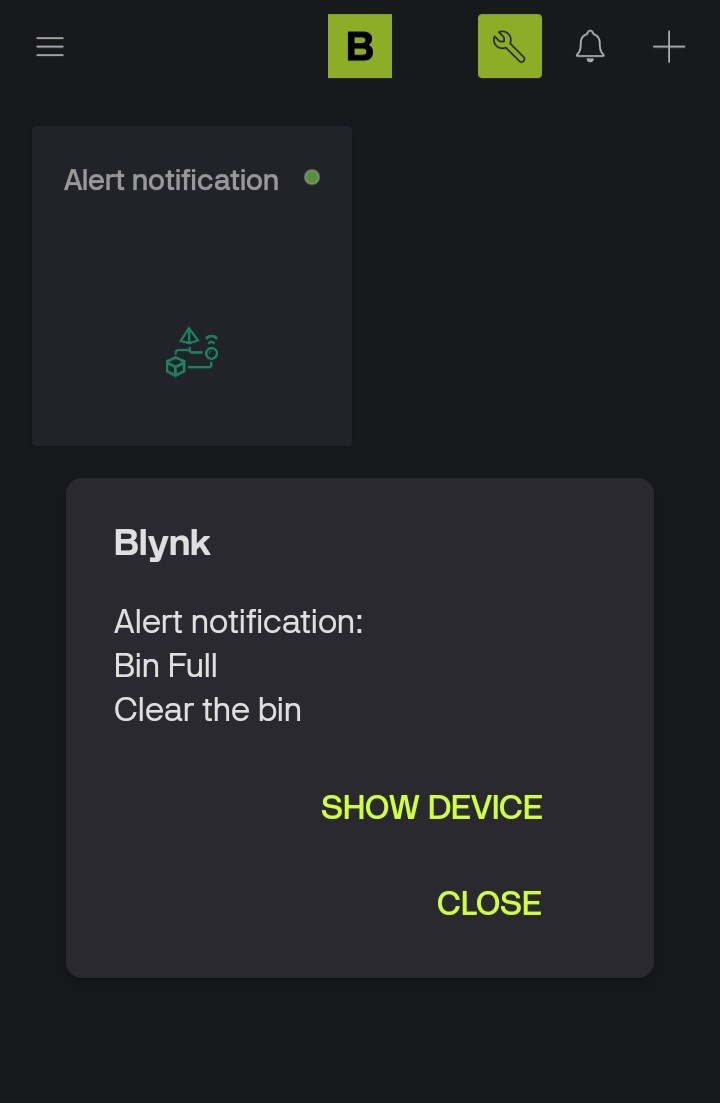 B
Alert notification
Blynk
Alert notification:
Bin Full
Clear the bin
SHOW DEVICE
CLOSE